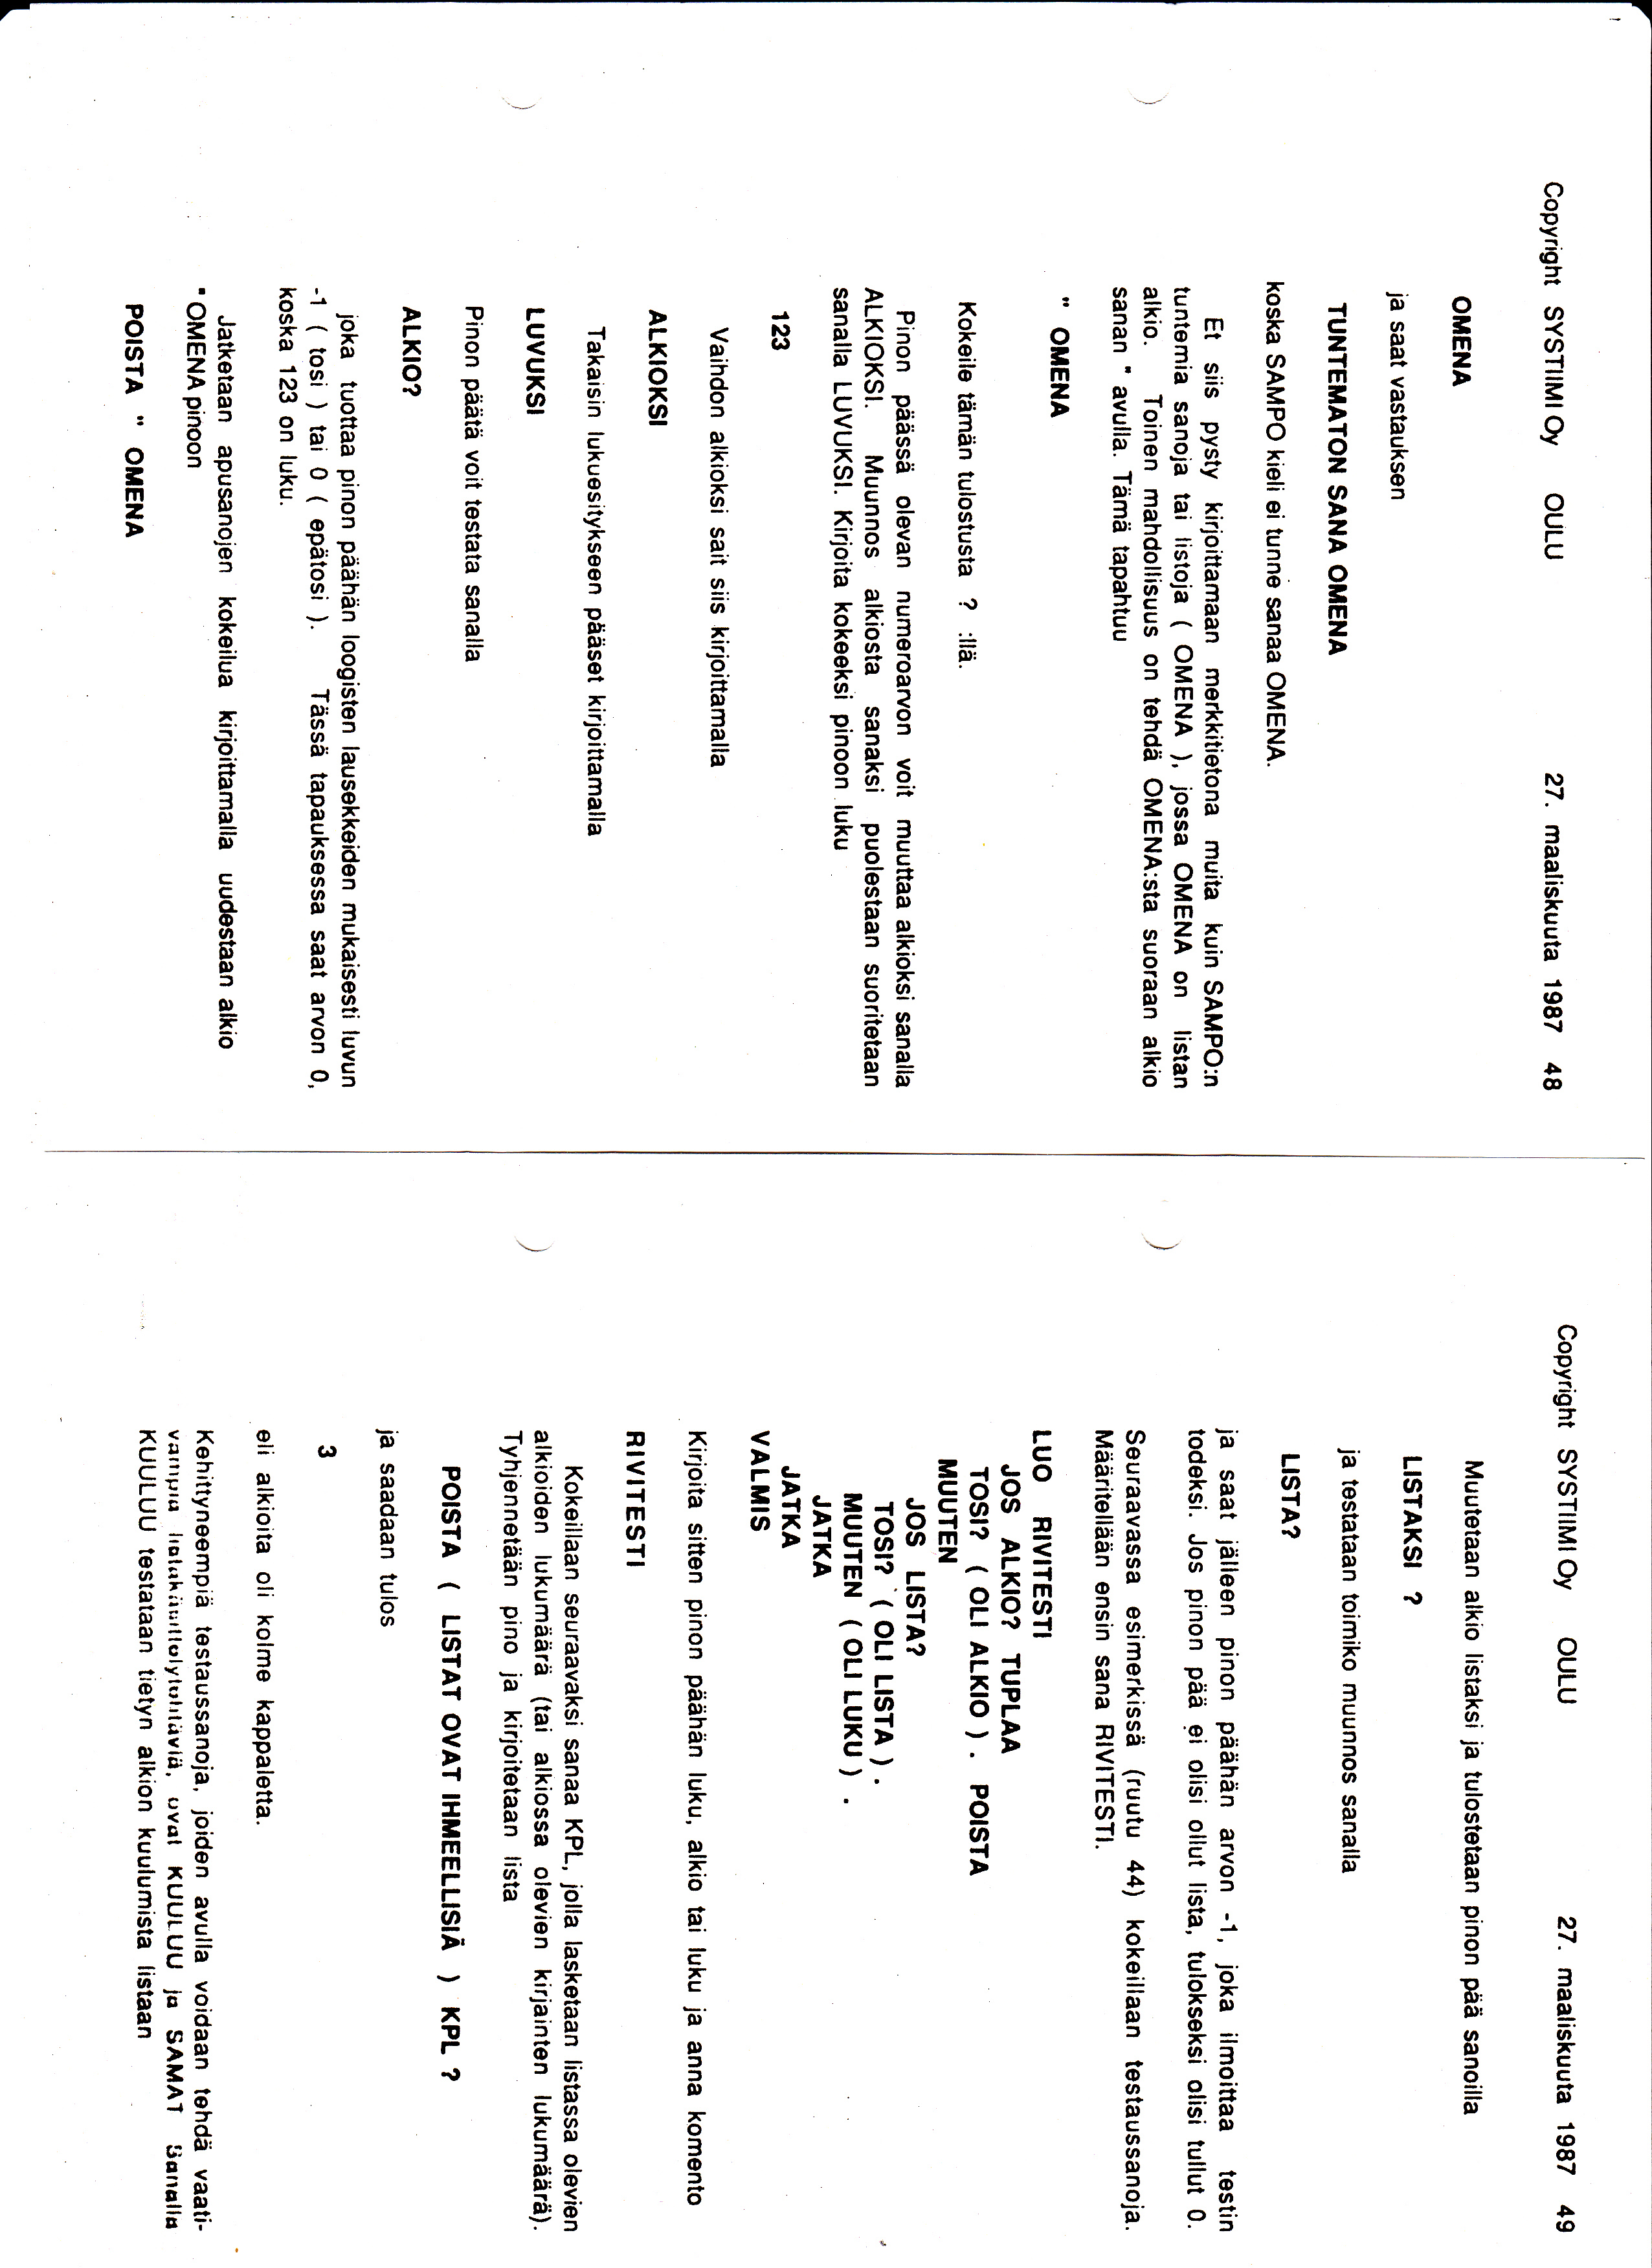 Copyright SYSTIIMI Oy OULU 27. maaliskuuta 1987 48
OMENA
ja saat vastauksen
TUNTEMATON SANA OMENA
koska SAMPO kieli ei tunne sanaa OMENA.
Et siis pysty kirjoittamaan merkkitietona muita kuin SAMPO:n
tuntemia sanoja tai listoja ( OMENA ), jossa OMENA on listan
alkio. Toinen mahdollisuus on tehdä OMENA:sta suoraan alkio
sanan " avulla. Tämä tapahtuu
" OMENA
Kokeile tämän tulostusta ? :llä.
Pinon päässä olevan numeroarvon voit muuttaa alkioksi sanalla
ALKIOKSI. Muunnos alkiosta sanaksi puolestaan suoritetaan
sanalla LUVUKSI. Kirjoita kokeeksi pinoon luku
123
Vaihdon alkioksi sait siis kirjoittamalla
ALKIOKSI
Takaisin lukuesitykseen pääset kirjoittamalla
LUVUKSI
Pinon päätä voit testata sanalla
ALKIO?
joka tuottaa pinon päähän loogisten lausekkeiden mukaisesti luvun
-1 ( tosi ) tai 0 ( epätosi ). Tässä tapauksessa saat arvon 0,
koska 123 on luku.
Jatketaan apusanojen kokeilua kirjoittamalla uudestaan alkio
" OMENA pinoon
POISTA " OMENA
Copyright SYSTIIMI Oy OULU 27. maaliskuuta 1987 49
Muutetaan alkio listaksi ja tulostetaan pinon pää sanoilla
LISTAKSI ?
ja testataan toimiko muunnos sanalla
LISTA?
ja saat jälleen pinon päähän arvon -1, joka ilmoittaa testin
todeksi. Jos pinon pää ei olisi ollut lista, tulokseksi olisi tullut 0.
Seuraavassa esimerkissä (ruutu 44) kokeillaan testaussanoja.
Määritellään ensin sana RIVITESTI.
LUO RIVITESTI
JOS ALKIO? TUPLAA
TOSI? ( OLI ALKIO ) . POISTA
MUUTEN
JOS LISTA?
TOSI? ( OLI LISTA ) .
MUUTEN ( OLI LUKU ) .
JATKA
JATKA
VALMIS
Kirjoita sitten pinon päähän luku, alkio tai luku ja anna komento
RIVITESTI
Kokeillaan seuraavaksi sanaa KPL, jolla lasketaan listassa olevien
alkioiden lukumäärä (tai alkiossa olevien kirjainten lukumäärä).
Tyhjennetään pino ja kirjoitetaan lista
POISTA ( LISTAT OVAT IHMEELLISIÄ ) KPL ?
ja saadaan tulos
3
eli alkioita oli kolme kappaletta.
Kehittyneempiä testaussanoja, joiden avulla voidaan tehdä vaati-
vampia listakäsittelytehtäviä, ovat KUULUU ja SAMAT Sanalla
KUULUU testataan tietyn alkion kuulumista listaan